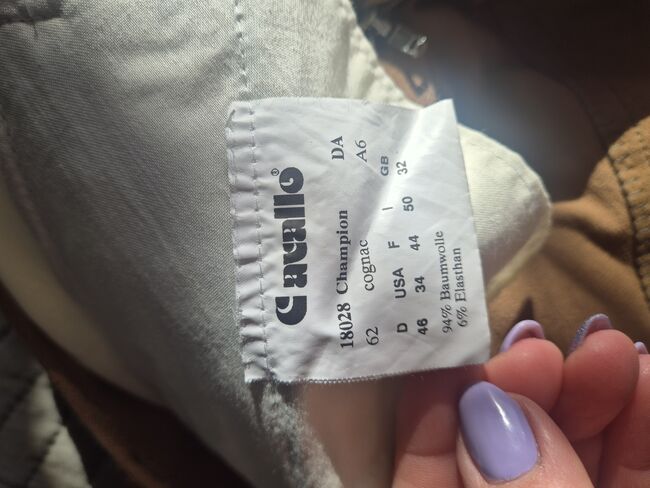 Cavallo®
18028 Champion DA
62 cognac A6
D USA F I GB
46 34 44 50 32
94% Baumwolle
6% Elasthan